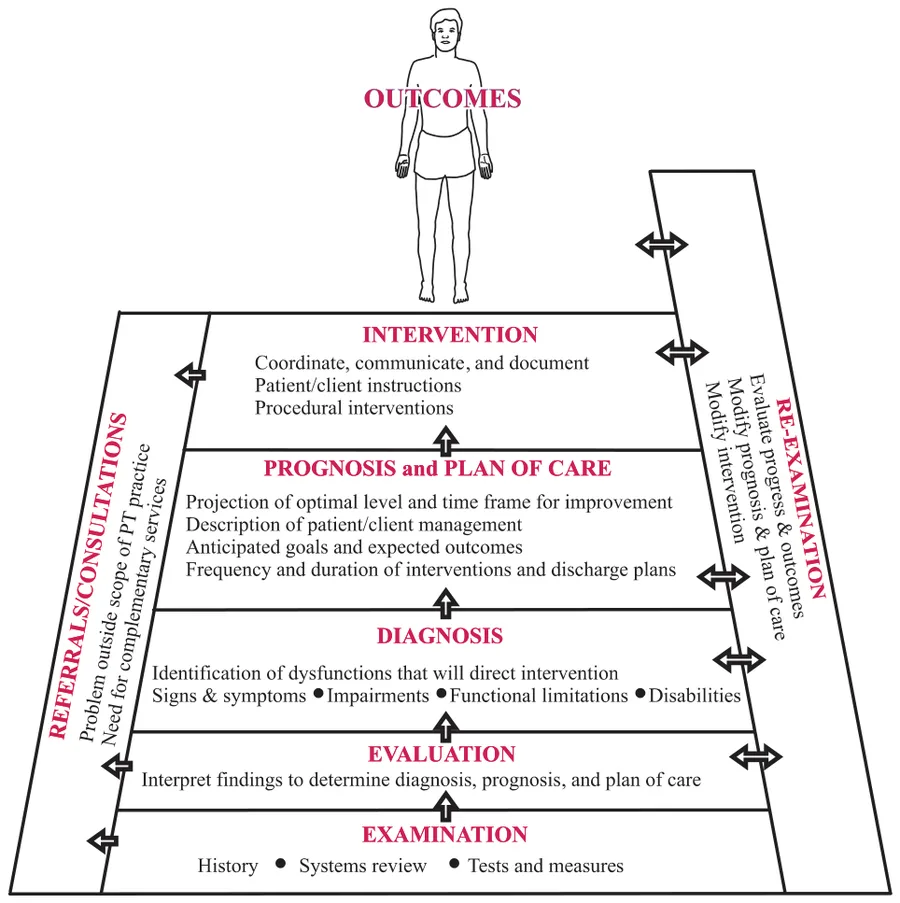 OUTCOMES
INTERVENTION
Coordinate, communicate, and document
Patient/client instructions
Procedural interventions
PROGNOSIS and PLAN OF CARE
Projection of optimal level and time frame for improvement
Description of patient/client management
Anticipated goals and expected outcomes
Frequency and duration of interventions and discharge plans
DIAGNOSIS
Identification of dysfunctions that will direct intervention
Signs & symptoms ● Impairments ● Functional limitations ● Disabilities
EVALUATION
Interpret findings to determine diagnosis, prognosis, and plan of care
EXAMINATION
History ● Systems review ● Tests and measures
REFERRALS/CONSULTATIONS
Problem outside scope of PT practice
Need for complementary services
RE-EXAMINATION
Evaluate progress & outcomes
Modify prognosis & plan of care
Modify intervention